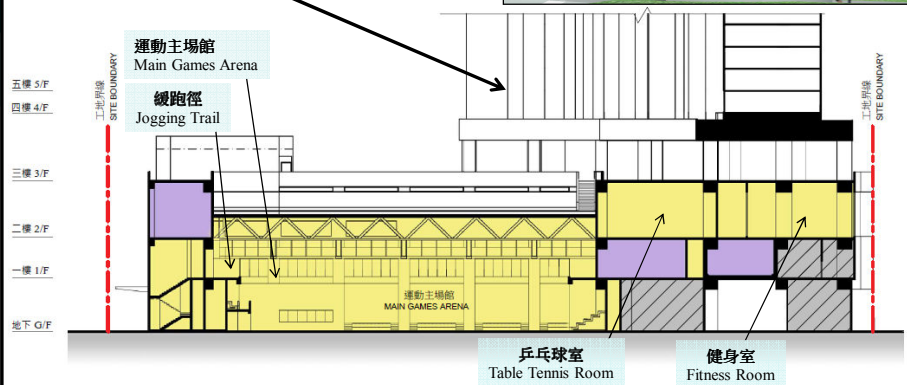 運動主場館
Main Games Arena
緩跑徑
Jogging Trail
工地界線
SITE BOUNDARY
工地界線
SITE BOUNDARY
五樓 5/F
四樓 4/F
三樓 3/F
二樓 2/F
一樓 1/F
地下 G/F
運動主場館
MAIN GAMES ARENA
乒乓球室
Table Tennis Room
健身室
Fitness Room